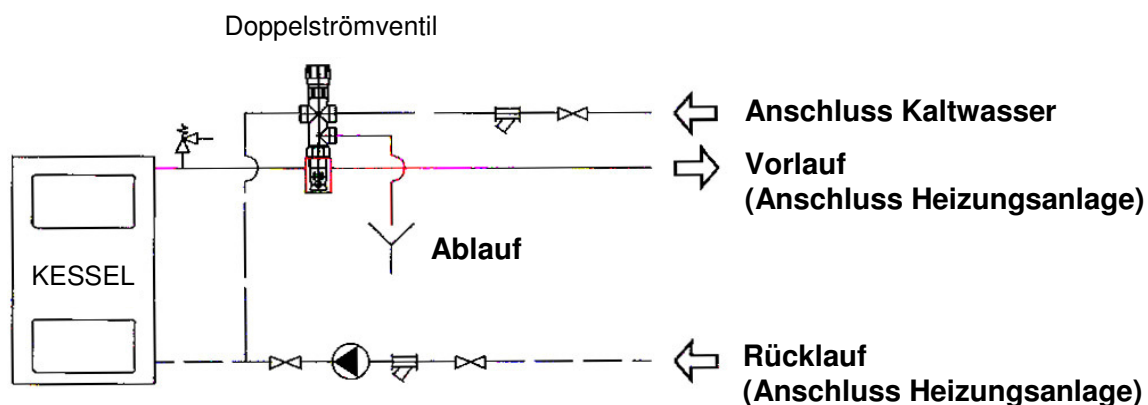 Doppelströmventil
Anschluss Kaltwasser
Vorlauf
(Anschluss Heizungsanlage)
Ablauf
KESSEL
Rücklauf
(Anschluss Heizungsanlage)